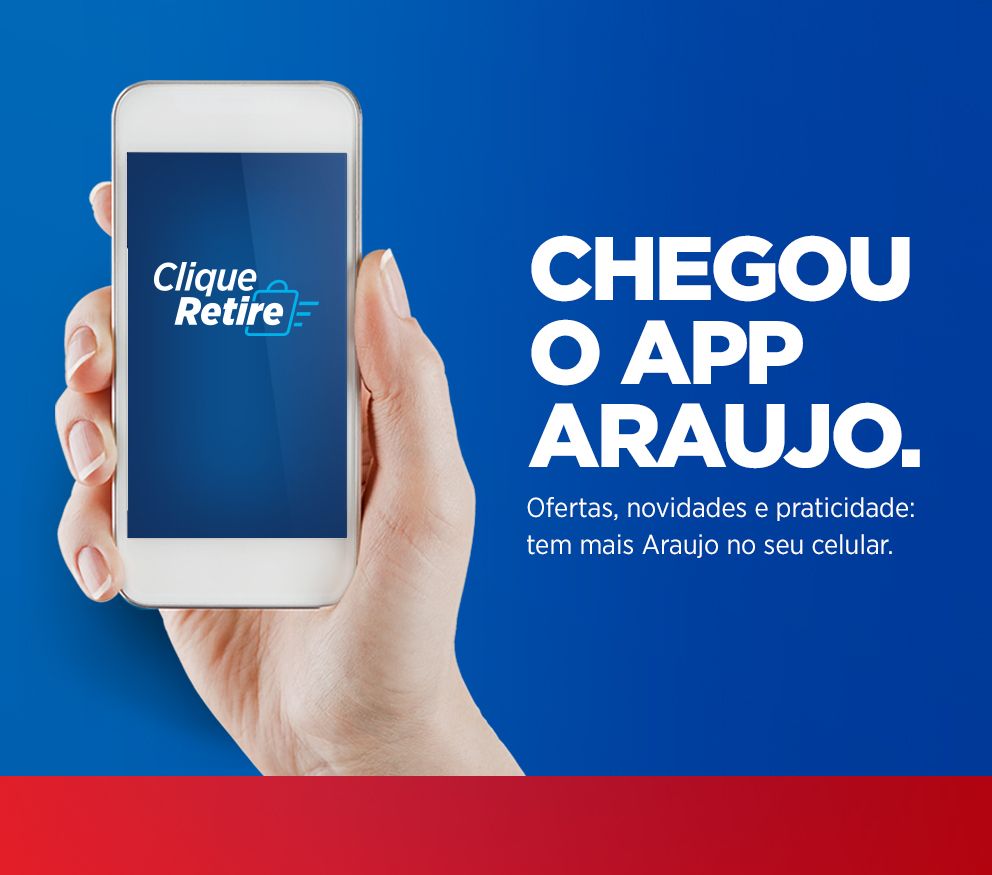 Clique
Retire
CHEGOU
O APP
ARAUJO.
Ofertas, novidades e praticidade:
tem mais Araujo no seu celular.